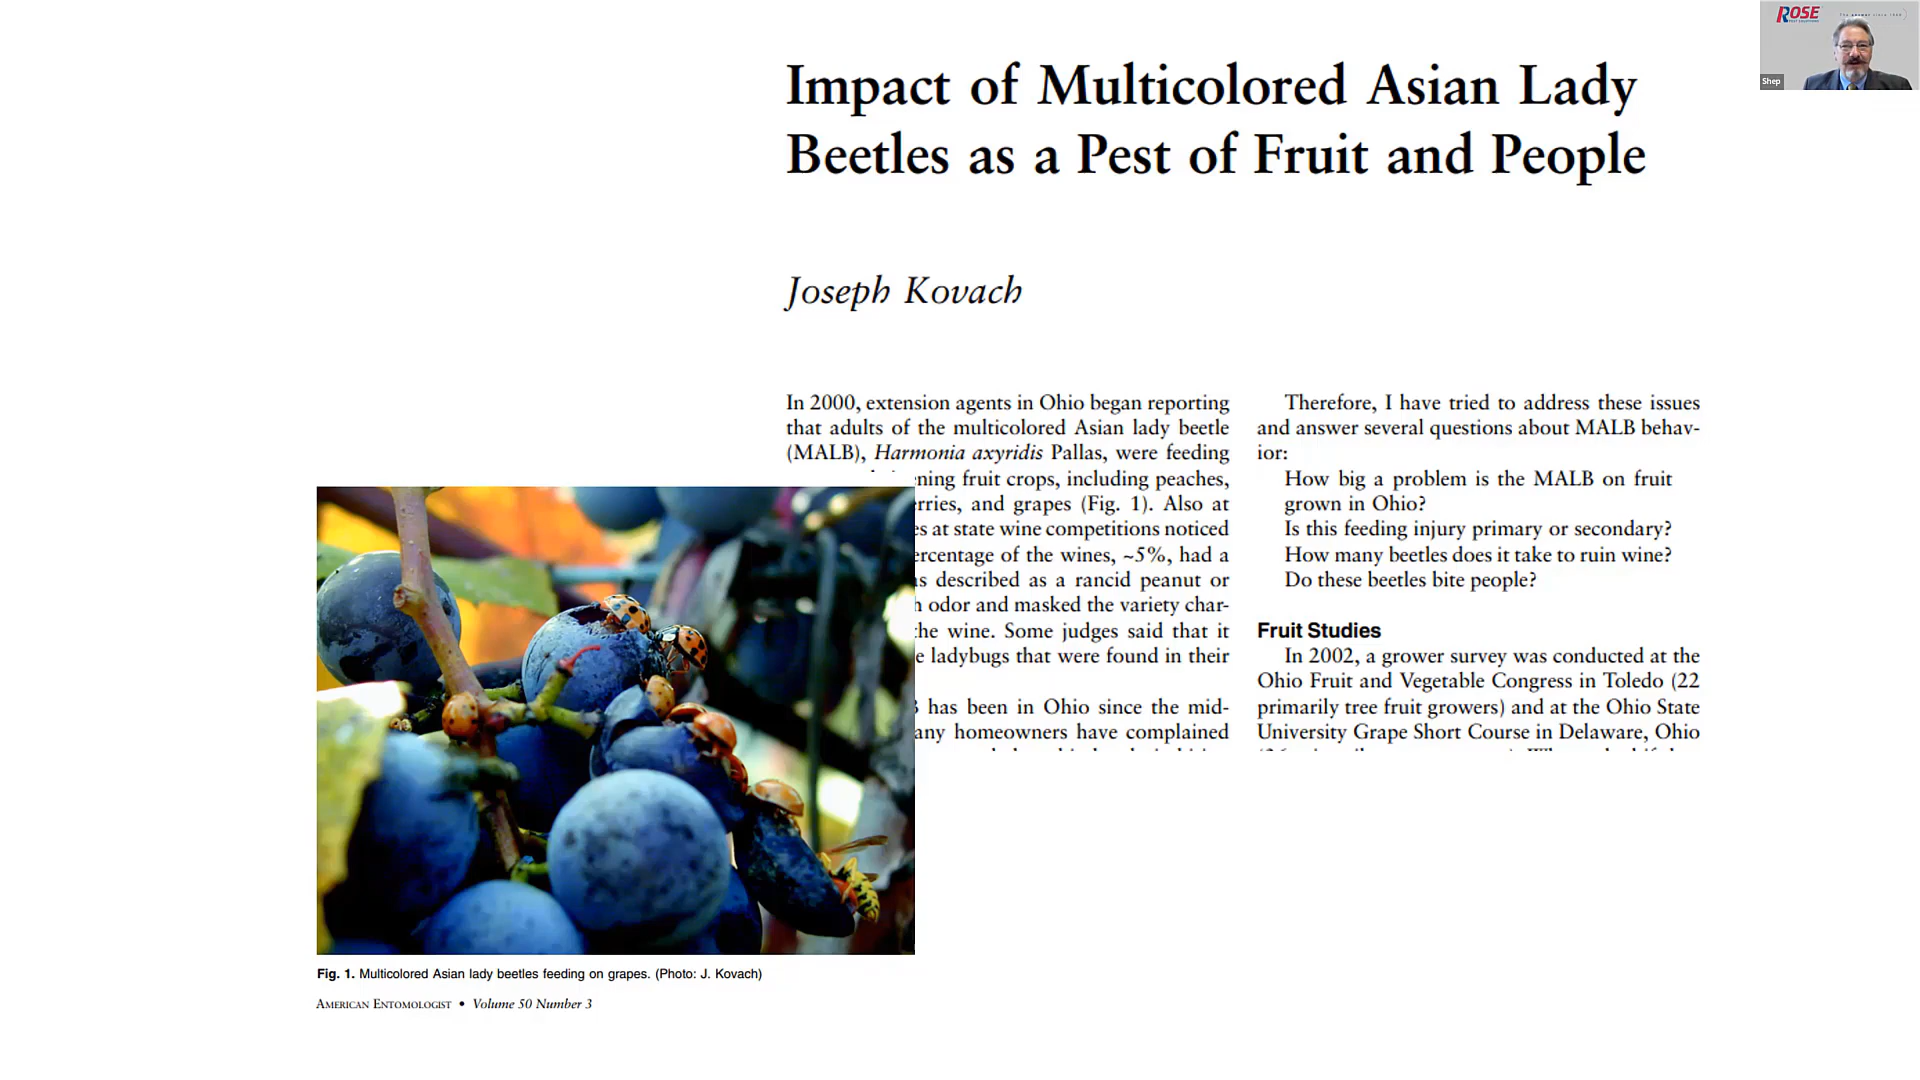 ROSE
Shep
Impact of Multicolored Asian Lady
Beetles as a Pest of Fruit and People
Joseph Kovach
In 2000, extension agents in Ohio began reporting
that adults of the multicolored Asian lady beetle
(MALB), Harmonia axyridis Pallas, were feeding
ning fruit crops, including peaches,
rries, and grapes (Fig. 1). Also at
s at state wine competitions noticed
ercentage of the wines, ~5%, had a
s described as a rancid peanut or
odor and masked the variety char-
he wine. Some judges said that it
e ladybugs that were found in their
has been in Ohio since the mid-
any homeowners have complained
Therefore, I have tried to address these issues
and answer several questions about MALB behav-
ior:
How big a problem is the MALB on fruit
grown in Ohio?
Is this feeding injury primary or secondary?
How many beetles does it take to ruin wine?
Do these beetles bite people?
Fruit Studies
In 2002, a grower survey was conducted at the
Ohio Fruit and Vegetable Congress in Toledo (22
primarily tree fruit growers) and at the Ohio State
University Grape Short Course in Delaware, Ohio
Fig. 1. Multicolored Asian lady beetles feeding on grapes. (Photo: J. Kovach)
AMERICAN ENTOMOLOGIST • Volume 50 Number 3